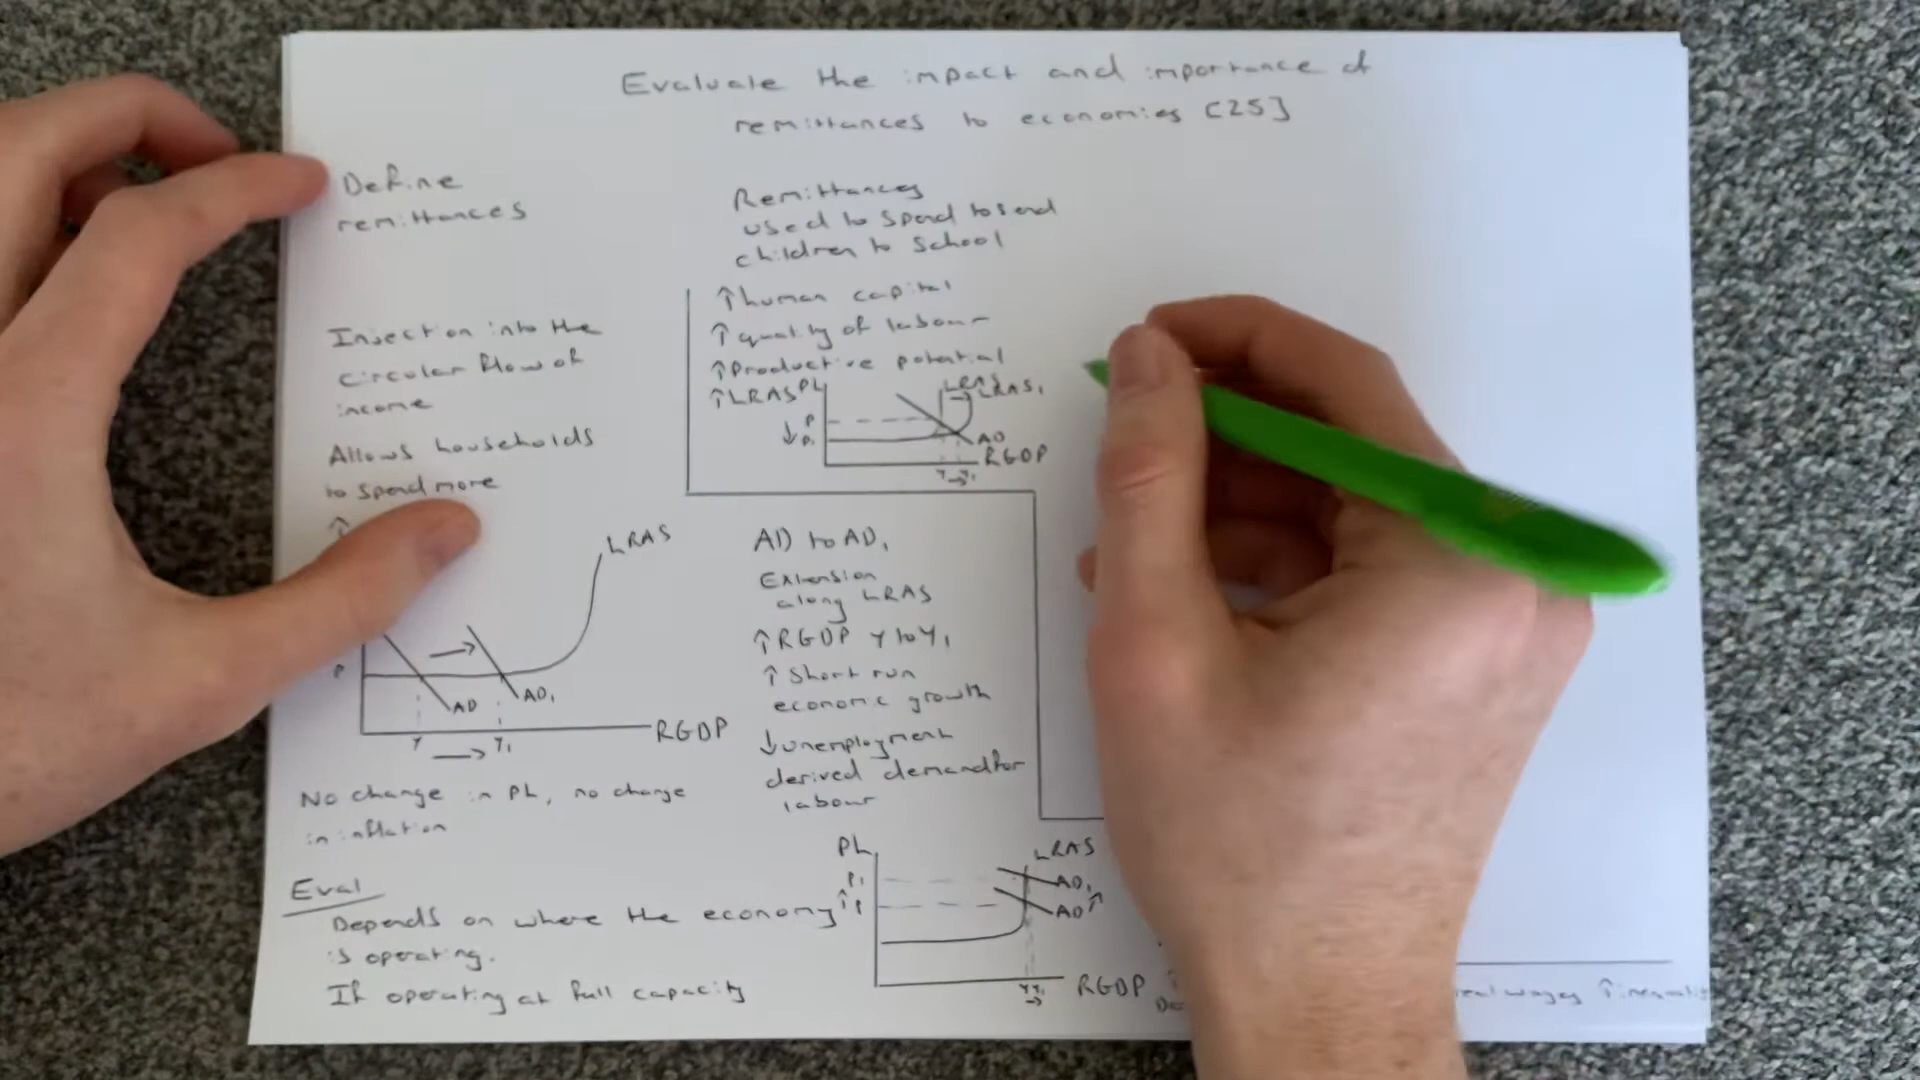 Evaluate the impact and importance of
remittances to economies [25]
Define
remittances
Injection into the
circular flow of
income
Allows households
to spend more
↑
LRAS
P
AD
AD₁
Y
Y₁
RGDP
No change in PL, no change
in inflation
Remittances
used to spend to send
children to school
↑ human capital
↑ quality of labour
↑ Productive potential
↑ LRAS
PL
LRAS
LRAS₁
P
↓ P₁
AD
RGDP
Y → Y₁
AD to AD₁
Extension
along LRAS
↑ RGDP Y to Y₁
↑ Short run
economic growth
↓ unemployment
derived demand for
labour
Eval
Depends on where the economy
is operating.
If operating at full capacity
PL
LRAS
P₁
AD₁
↑ P
AD
YY₁
RGDP
real wages